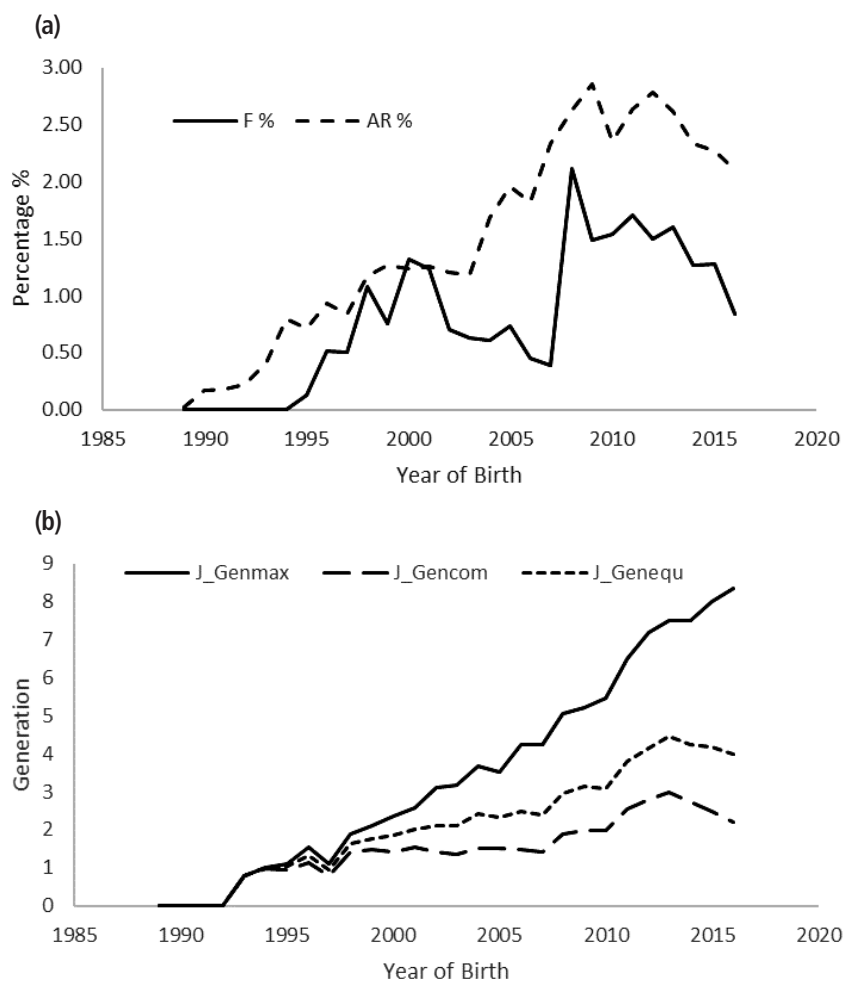 (a)
3.00
2.50
2.00
1.50
1.00
0.50
0.00
Percentage %
F %
AR %
1985 1990 1995 2000 2005 2010 2015 2020
Year of Birth
(b)
9
8
7
6
5
4
3
2
1
0
Generation
J_Genmax
J_Gencom
J_Genequ
1985 1990 1995 2000 2005 2010 2015 2020
Year of Birth